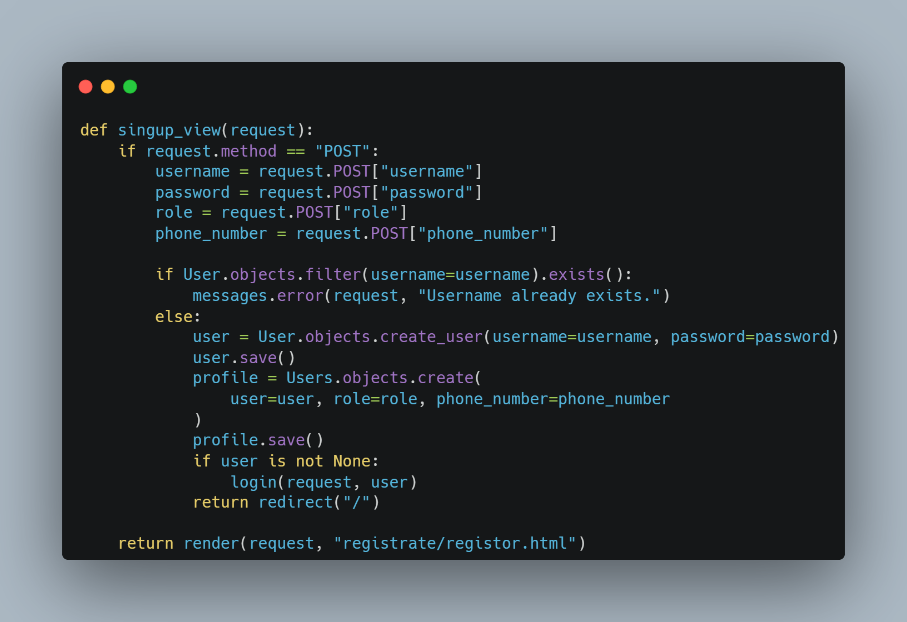 def singup_view(request):
    if request.method == "POST":
        username = request.POST["username"]
        password = request.POST["password"]
        role = request.POST["role"]
        phone_number = request.POST["phone_number"]

        if User.objects.filter(username=username).exists():
            messages.error(request, "Username already exists.")
        else:
            user = User.objects.create_user(username=username, password=password)
            user.save()
            profile = Users.objects.create(
                user=user, role=role, phone_number=phone_number
            )
            profile.save()
            if user is not None:
                login(request, user)
            return redirect("/")

    return render(request, "registrate/registor.html")